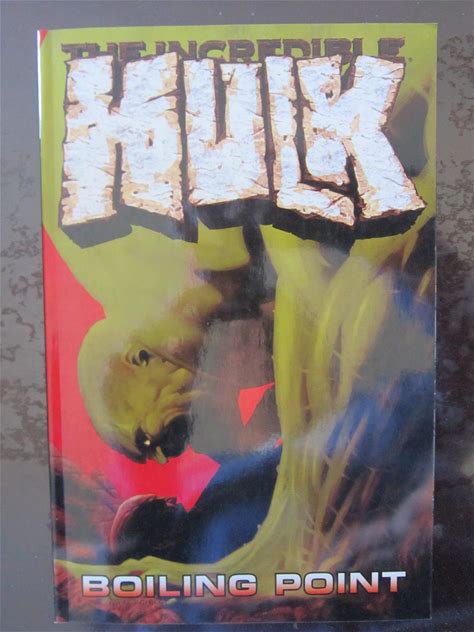 THE INCREDIBLE
HULK
BOILING POINT